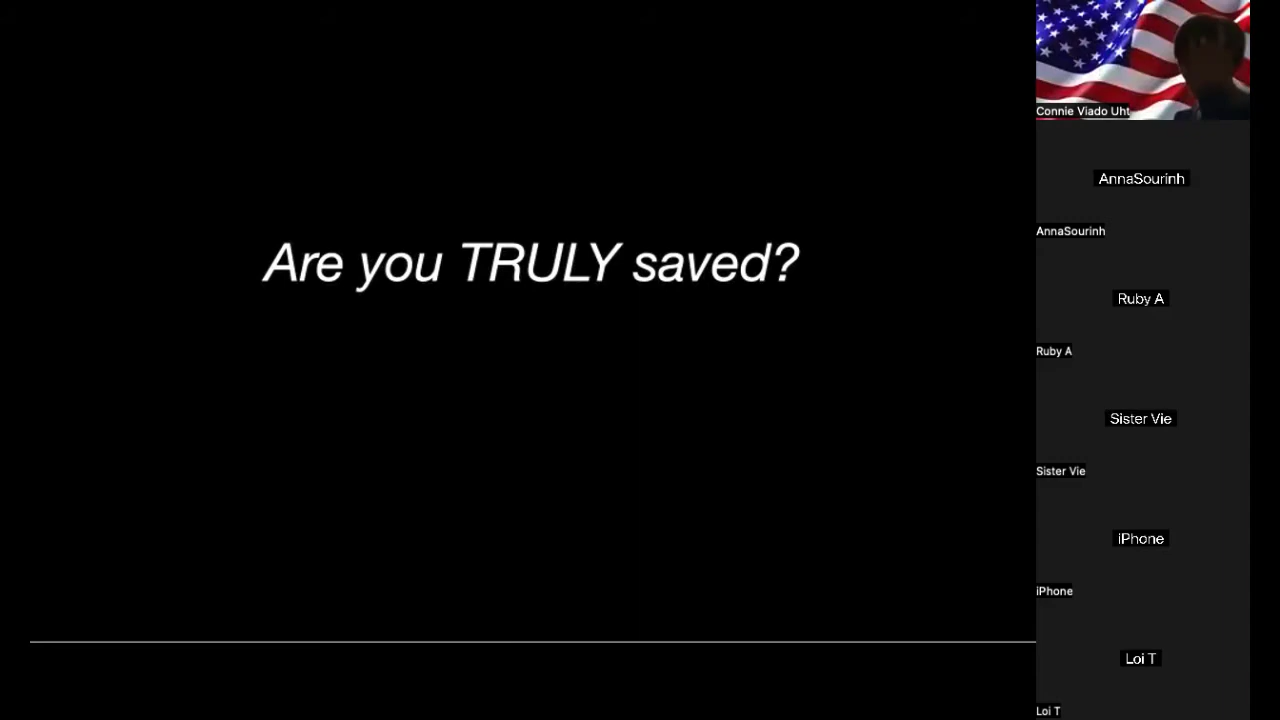 Are you TRULY saved?
Connie Viado Uht
AnnaSourinh
AnnaSourinh
Ruby A
Ruby A
Sister Vie
Sister Vie
iPhone
iPhone
Loi T
Loi T